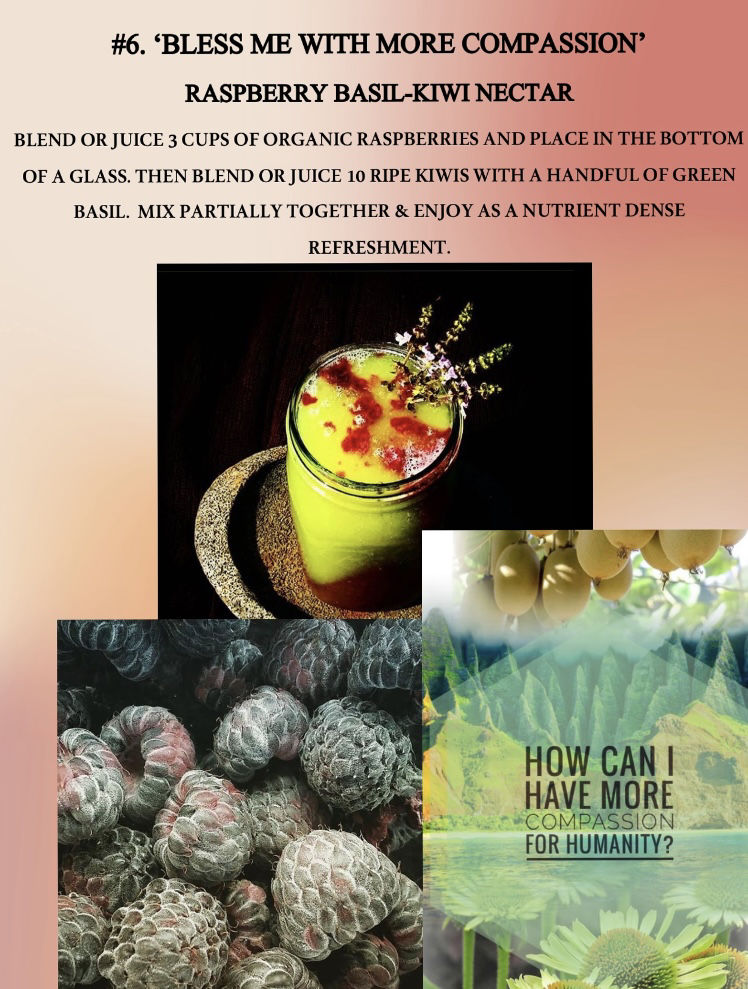 #6. ‘BLESS ME WITH MORE COMPASSION’
RASPBERRY BASIL-KIWI NECTAR
BLEND OR JUICE 3 CUPS OF ORGANIC RASPBERRIES AND PLACE IN THE BOTTOM
OF A GLASS. THEN BLEND OR JUICE 10 RIPE KIWIS WITH A HANDFUL OF GREEN
BASIL. MIX PARTIALLY TOGETHER & ENJOY AS A NUTRIENT DENSE
REFRESHMENT.
HOW CAN I
HAVE MORE
COMPASSION
FOR HUMANITY?